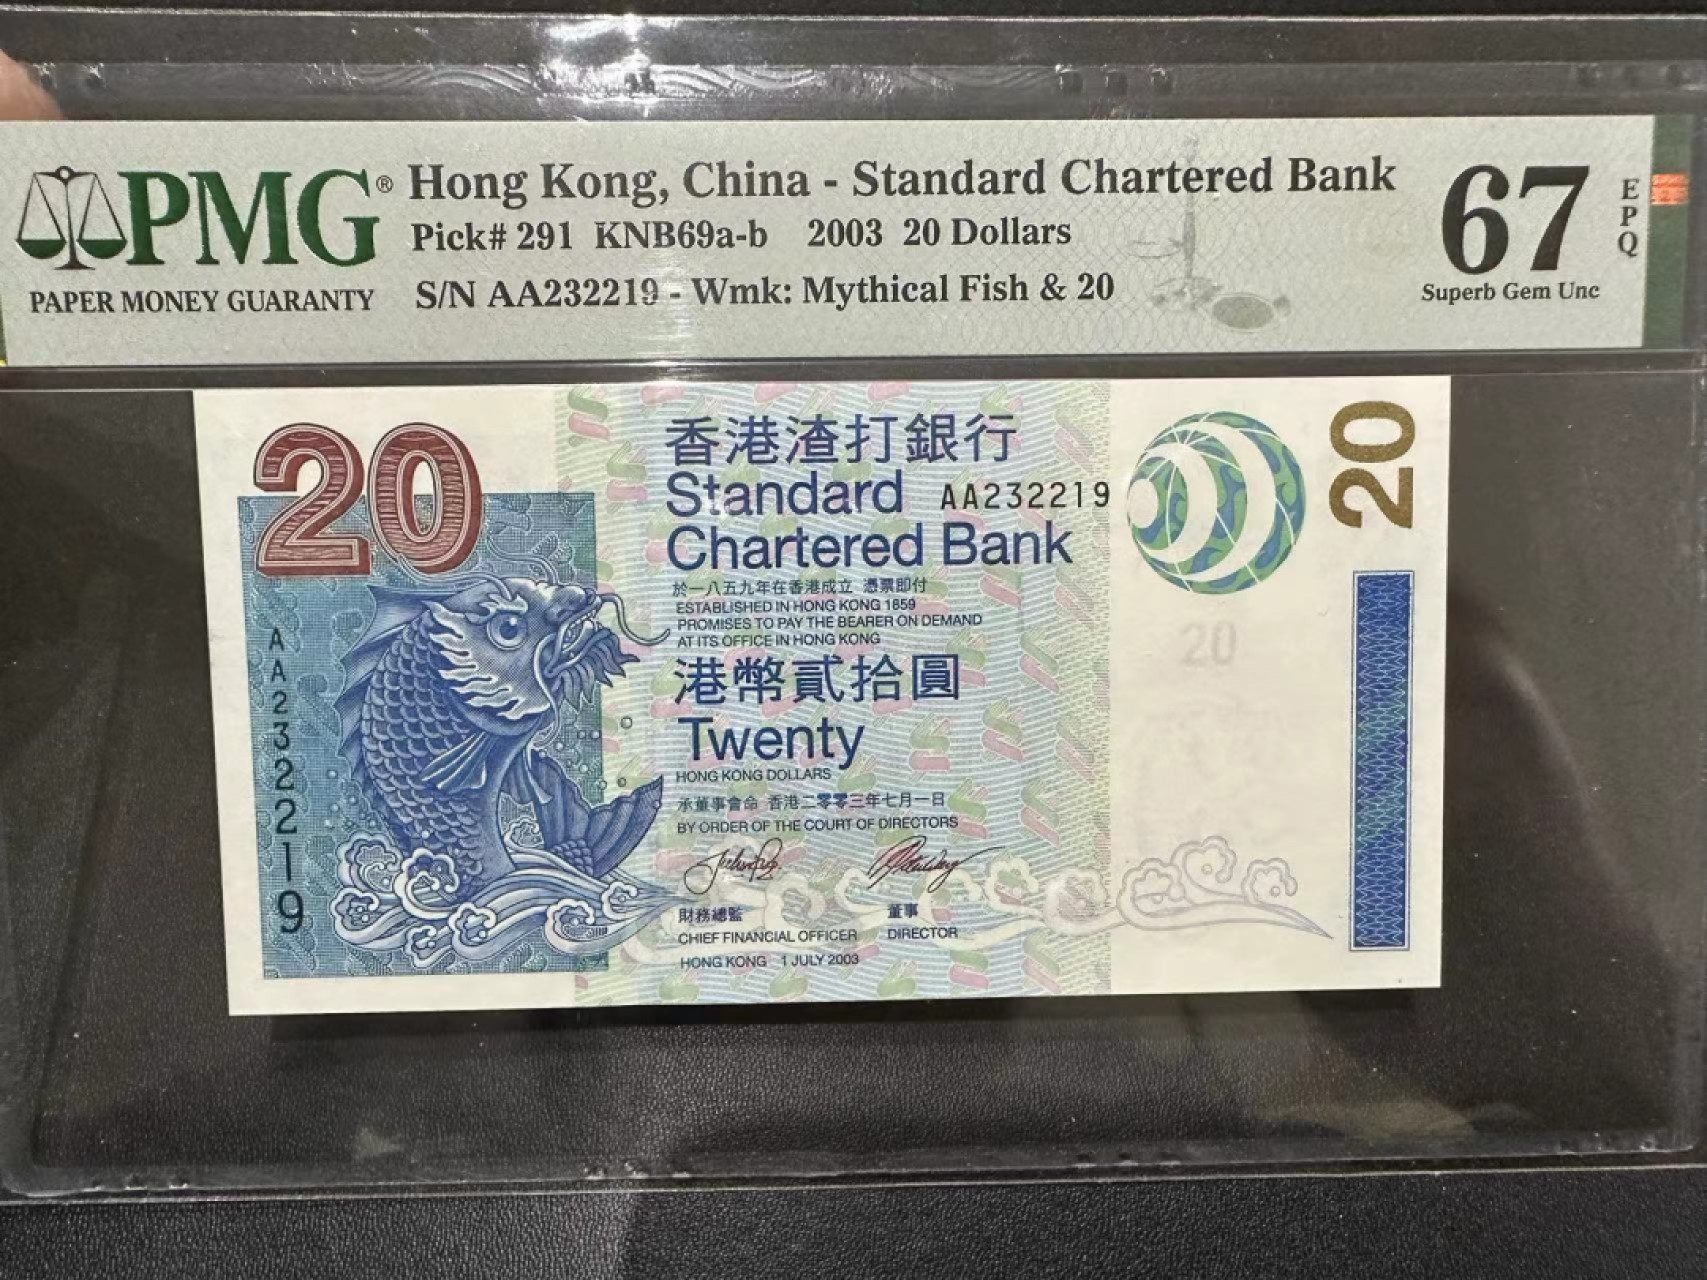 PMG®
PAPER MONEY GUARANTY
Hong Kong, China - Standard Chartered Bank
Pick# 291 KNB69a-b 2003 20 Dollars
S/N AA232219 - Wmk: Mythical Fish & 20
67
EPQ
Superb Gem Unc
20
香港渣打銀行
Standard
Chartered Bank
AA232219
20
於一八五九年在香港成立 憑票即付
ESTABLISHED IN HONG KONG 1859
PROMISES TO PAY THE BEARER ON DEMAND
AT ITS OFFICE IN HONG KONG
港幣貳拾圓
Twenty
HONG KONG DOLLARS
承董事會命 香港二零零三年七月一日
BY ORDER OF THE COURT OF DIRECTORS
財務總監
CHIEF FINANCIAL OFFICER
董事
DIRECTOR
HONG KONG 1 JULY 2003
AA232219
20